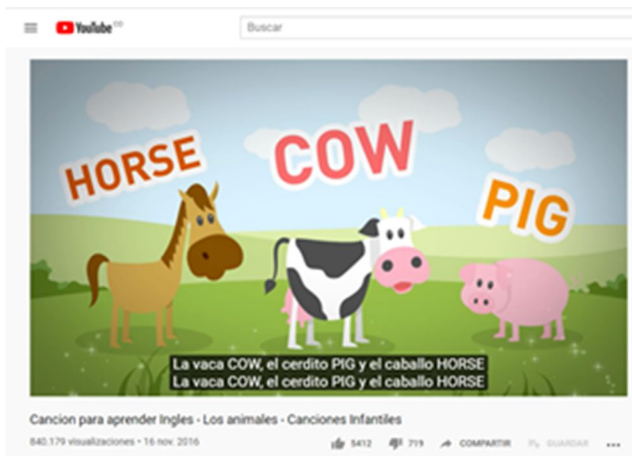 YouTube CO
Buscar
HORSE
COW
PIG
La vaca COW, el cerdito PIG y el caballo HORSE
La vaca COW, el cerdito PIG y el caballo HORSE
Cancion para aprender Ingles - Los animales - Canciones Infantiles
840.179 visualizaciones • 16 nov. 2016
5412 719 COMPARTIR GUARDAR